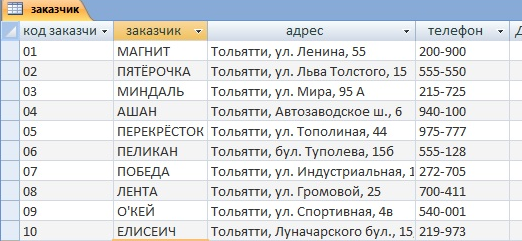 заказчик
код заказчи заказчик адрес телефон
01 МАГНИТ Тольятти, ул. Ленина, 55 200-900
02 ПЯТЁРОЧКА Тольятти, ул. Льва Толстого, 15 555-550
03 МИНДАЛЬ Тольятти, ул. Мира, 95 А 215-725
04 АШАН Тольятти, Автозаводское ш., 6 940-100
05 ПЕРЕКРЁСТОК Тольятти, ул. Тополиная, 44 975-777
06 ПЕЛИКАН Тольятти, бул. Туполева, 15б 555-128
07 ПОБЕДА Тольятти, ул. Индустриальная, 1 272-705
08 ЛЕНТА Тольятти, ул. Громовой, 25 700-411
09 О'КЕЙ Тольятти, ул. Спортивная, 4в 540-001
10 ЕЛИСЕИЧ Тольятти, Луначарского бул., 15 219-973